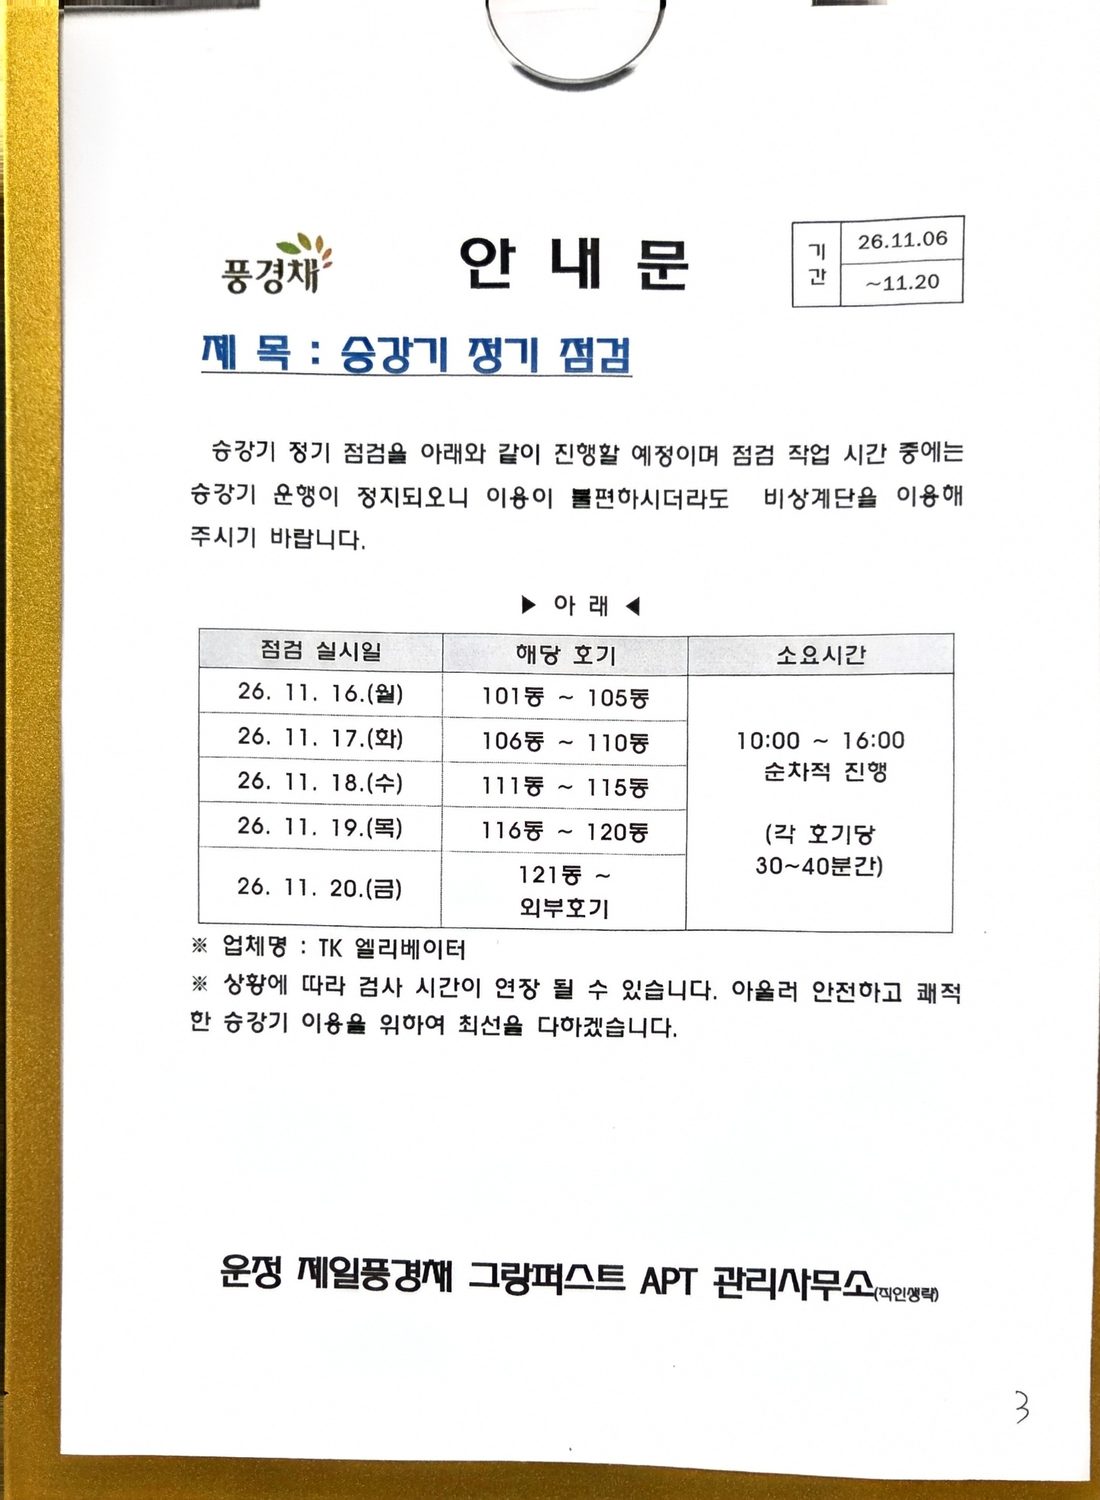 풍경채
안 내 문
기간
26.11.06
~11.20
제 목 : 승강기 정기 점검
승강기 정기 점검을 아래와 같이 진행할 예정이며 점검 작업 시간 중에는
승강기 운행이 정지되오니 이용이 불편하시더라도 비상계단을 이용해
주시기 바랍니다.
▶ 아 래 ◀
점검 실시일 해당 호기 소요시간
26. 11. 16.(월) 101동 ~ 105동
26. 11. 17.(화) 106동 ~ 110동
26. 11. 18.(수) 111동 ~ 115동
26. 11. 19.(목) 116동 ~ 120동
26. 11. 20.(금) 121동 ~
외부호기
10:00 ~ 16:00
순차적 진행
(각 호기당
30~40분간)
※ 업체명 : TK 엘리베이터
※ 상황에 따라 검사 시간이 연장 될 수 있습니다. 아울러 안전하고 쾌적
한 승강기 이용을 위하여 최선을 다하겠습니다.
운정 제일풍경채 그랑퍼스트 APT 관리사무소(직인생략)
3